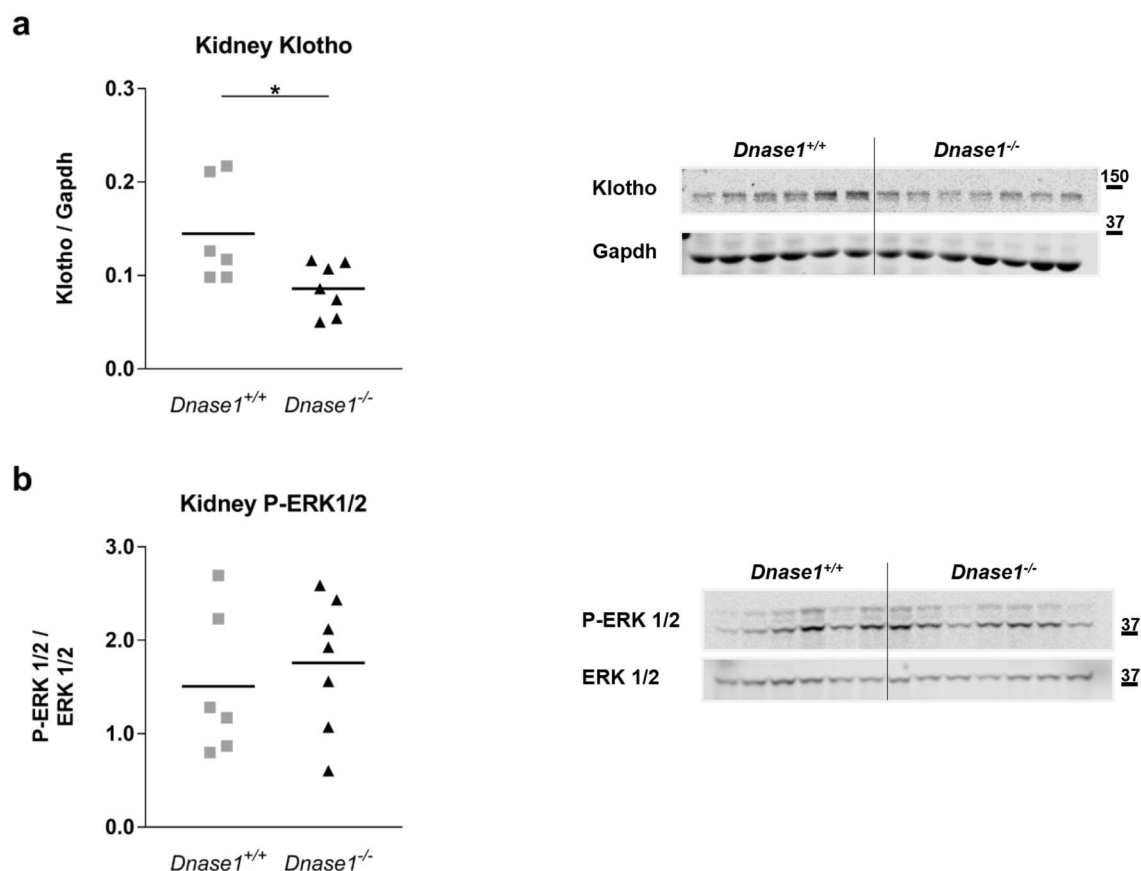 a
Kidney Klotho
0.3
*
0.2
0.1
0.0
Klotho / Gapdh
Dnase1+/+ Dnase1-/-
Dnase1+/+ Dnase1-/-
Klotho
150
37
Gapdh
b
Kidney P-ERK1/2
3.0
2.0
1.0
0.0
P-ERK 1/2 /
ERK 1/2
Dnase1+/+ Dnase1-/-
Dnase1+/+ Dnase1-/-
P-ERK 1/2
37
ERK 1/2
37